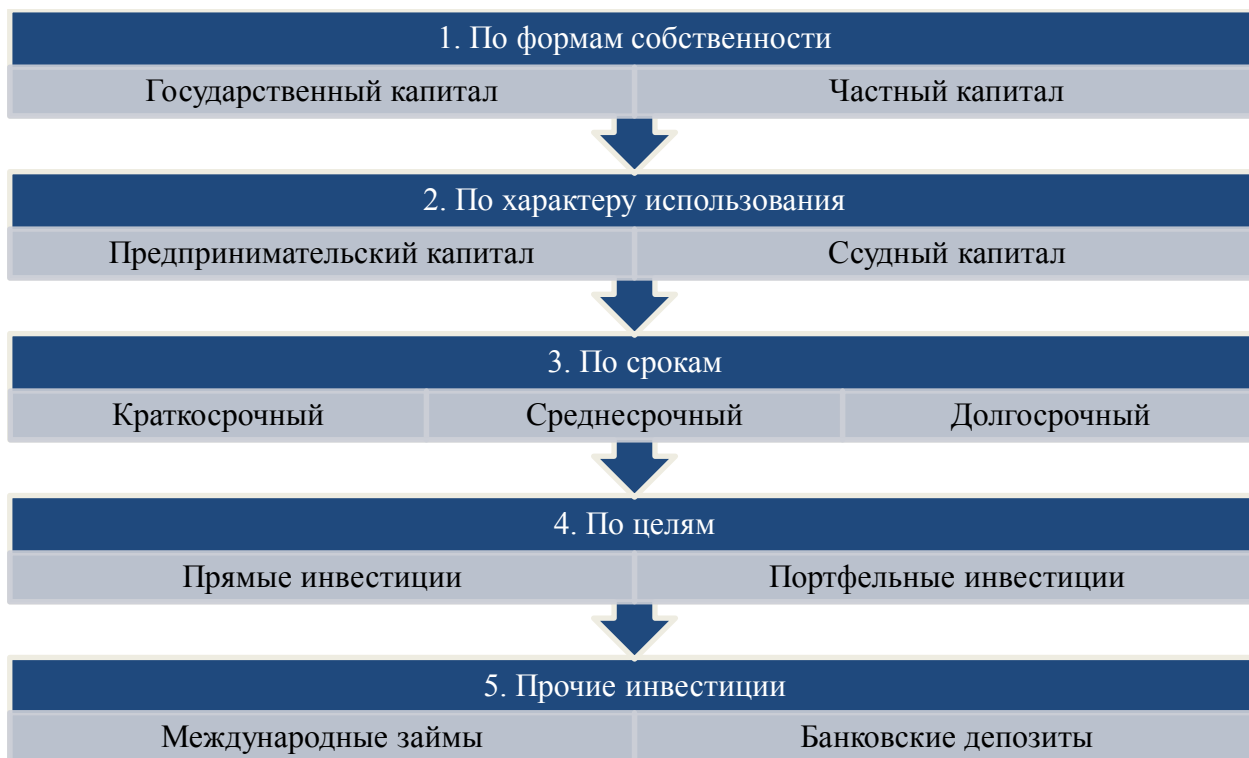 1. По формам собственности
Государственный капитал
Частный капитал
2. По характеру использования
Предпринимательский капитал
Ссудный капитал
3. По срокам
Краткосрочный
Среднесрочный
Долгосрочный
4. По целям
Прямые инвестиции
Портфельные инвестиции
5. Прочие инвестиции
Международные займы
Банковские депозиты